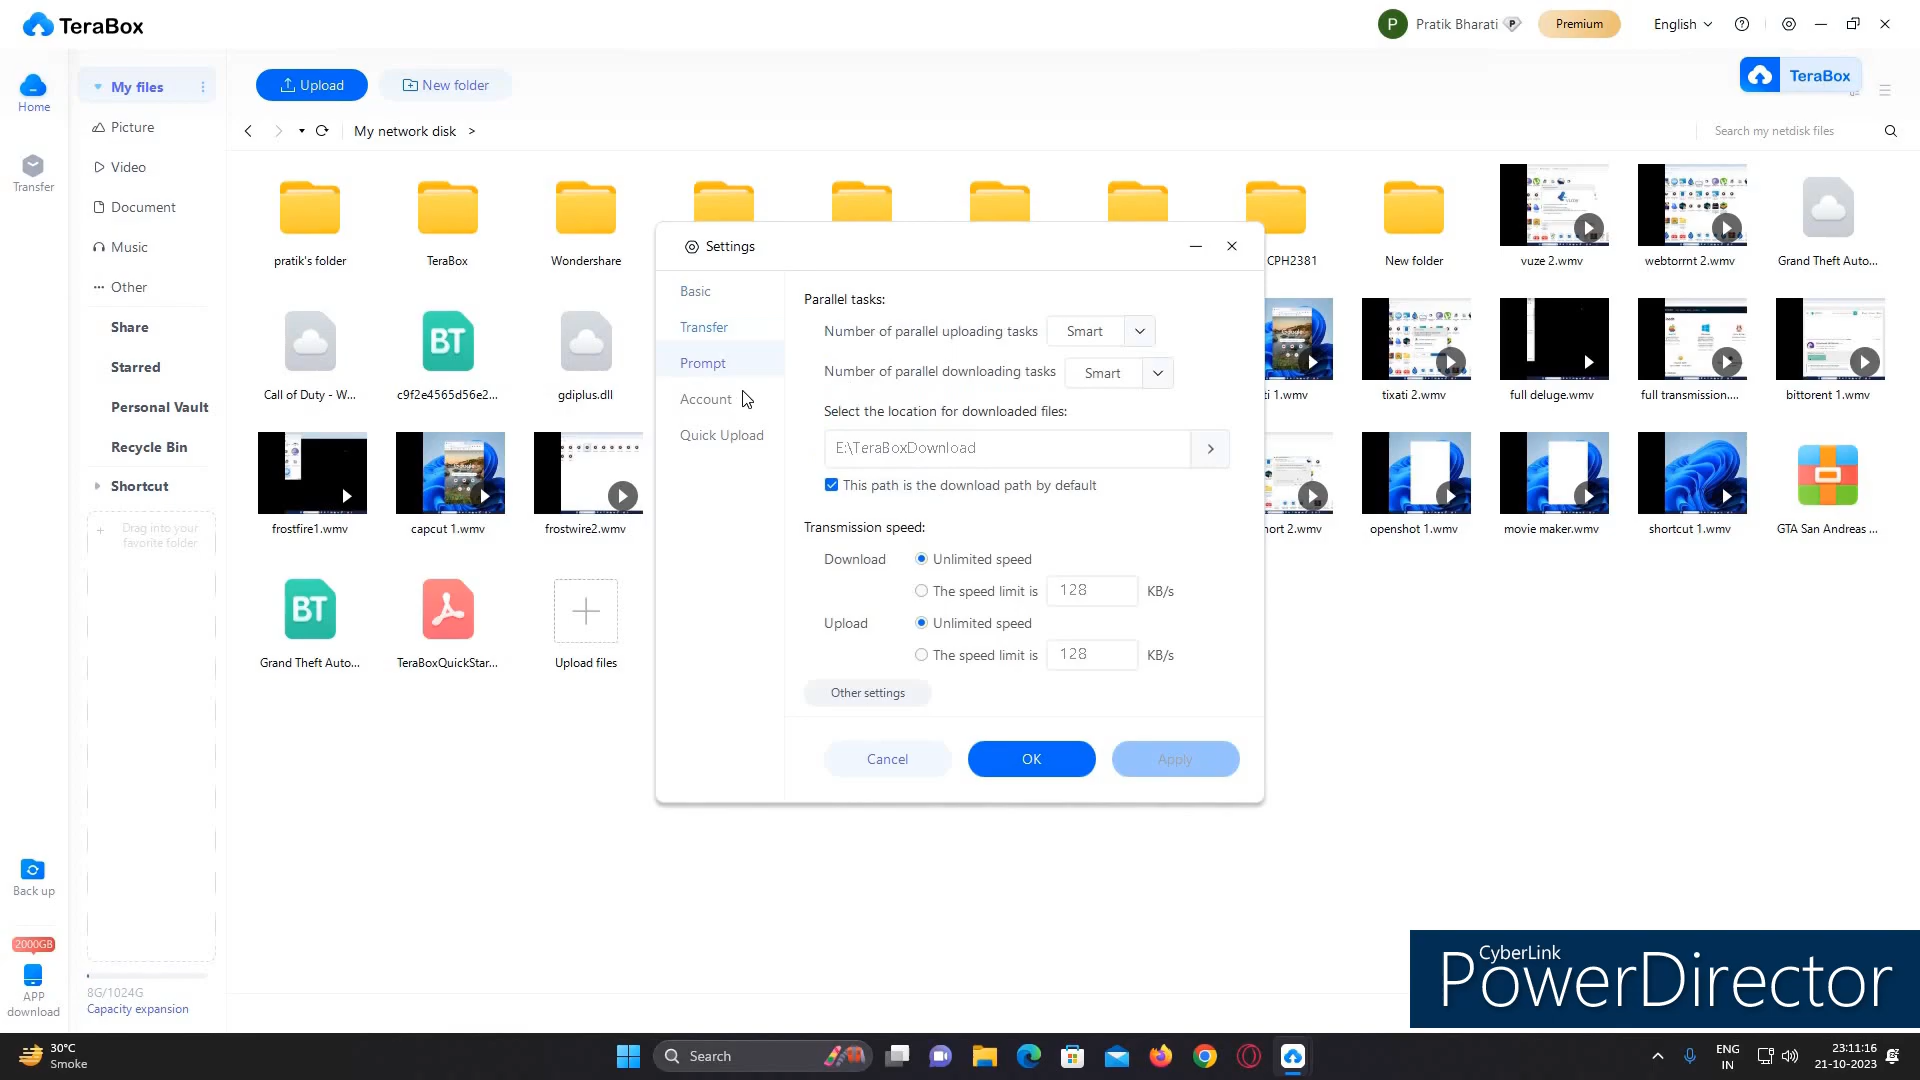 TeraBox
P Pratik Bharati
Premium
English
Home
Transfer
Back up
2000GB
APP
download
My files
Picture
Video
Document
Music
Other
Share
Starred
Personal Vault
Recycle Bin
Shortcut
Drag into your
favorite folder
8G/1024G
Capacity expansion
Upload
New folder
TeraBox
My network disk >
Search my netdisk files
pratik's folder
TeraBox
Wondershare
CPH2381
New folder
vuze 2.wmv
webtorrnt 2.wmv
Grand Theft Auto...
BT
Call of Duty - W...
c9f2e4565d56e2...
gdiplus.dll
ti 1.wmv
tixati 2.wmv
full deluge.wmv
full transmission....
bittorent 1.wmv
frostfire1.wmv
capcut 1.wmv
frostwire2.wmv
ort 2.wmv
openshot 1.wmv
movie maker.wmv
shortcut 1.wmv
GTA San Andreas ...
BT
Grand Theft Auto...
TeraBoxQuickStar...
Upload files
Settings
Basic
Transfer
Prompt
Account
Quick Upload
Parallel tasks:
Number of parallel uploading tasks Smart
Number of parallel downloading tasks Smart
Select the location for downloaded files:
E:\TeraBoxDownload
This path is the download path by default
Transmission speed:
Download Unlimited speed
The speed limit is 128 KB/s
Upload Unlimited speed
The speed limit is 128 KB/s
Other settings
Cancel OK Apply
CyberLink
PowerDirector
30°C
Smoke
Search
ENG
IN
23:11:16
21-10-2023